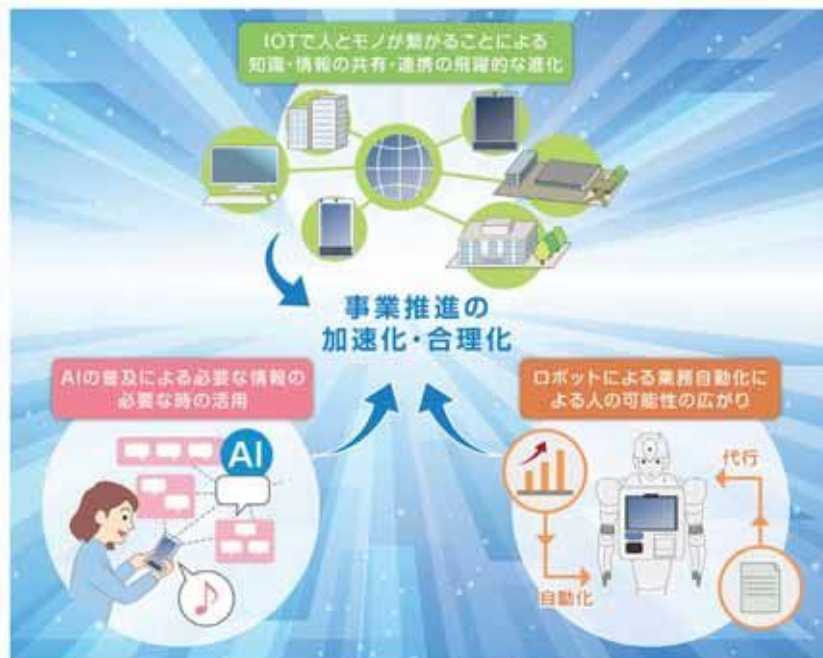 IOTで人とモノが繋がることによる
知識・情報の共有・連携の飛躍的な進化
事業推進の
加速化・合理化
AIの普及による必要な情報の
必要な時の活用
AI
ロボットによる業務自動化に
よる人の可能性の広がり
代行
自動化